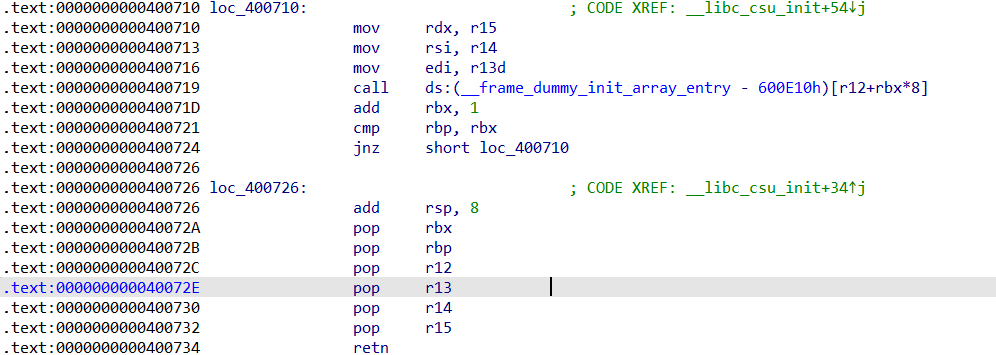 .text:0000000000400710 loc_400710: ; CODE XREF: __libc_csu_init+54↓j
.text:0000000000400710 mov rdx, r15
.text:0000000000400713 mov rsi, r14
.text:0000000000400716 mov edi, r13d
.text:0000000000400719 call ds:(__frame_dummy_init_array_entry - 600E10h)[r12+rbx*8]
.text:000000000040071D add rbx, 1
.text:0000000000400721 cmp rbp, rbx
.text:0000000000400724 jnz short loc_400710
.text:0000000000400726
.text:0000000000400726 loc_400726: ; CODE XREF: __libc_csu_init+34↑j
.text:0000000000400726 add rsp, 8
.text:000000000040072A pop rbx
.text:000000000040072B pop rbp
.text:000000000040072C pop r12
.text:000000000040072E pop r13
.text:0000000000400730 pop r14
.text:0000000000400732 pop r15
.text:0000000000400734 retn